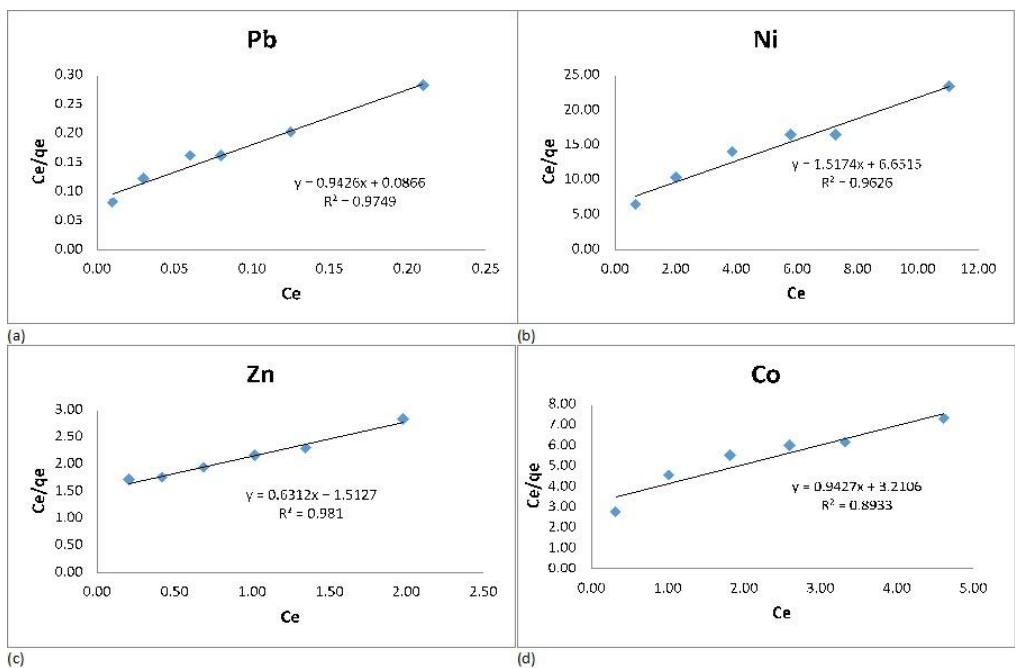 Pb
0.30
0.25
0.20
0.15
0.10
0.05
0.00
Ce/qe
y = 0.9426x + 0.0866
R² = 0.9749
0.00 0.05 0.10 0.15 0.20 0.25
Ce
(a)
Ni
25.00
20.00
15.00
10.00
5.00
0.00
Ce/qe
y = 1.5174x + 6.6515
R² = 0.9626
0.00 2.00 4.00 6.00 8.00 10.00 12.00
Ce
(b)
Zn
3.00
2.50
2.00
1.50
1.00
0.50
0.00
Ce/qe
y = 0.6312x – 1.5127
R² = 0.981
0.00 0.50 1.00 1.50 2.00 2.50
Ce
(c)
Co
8.00
7.00
6.00
5.00
4.00
3.00
2.00
1.00
0.00
Ce/qe
y = 0.9427x + 3.2106
R² = 0.8933
0.00 1.00 2.00 3.00 4.00 5.00
Ce
(d)